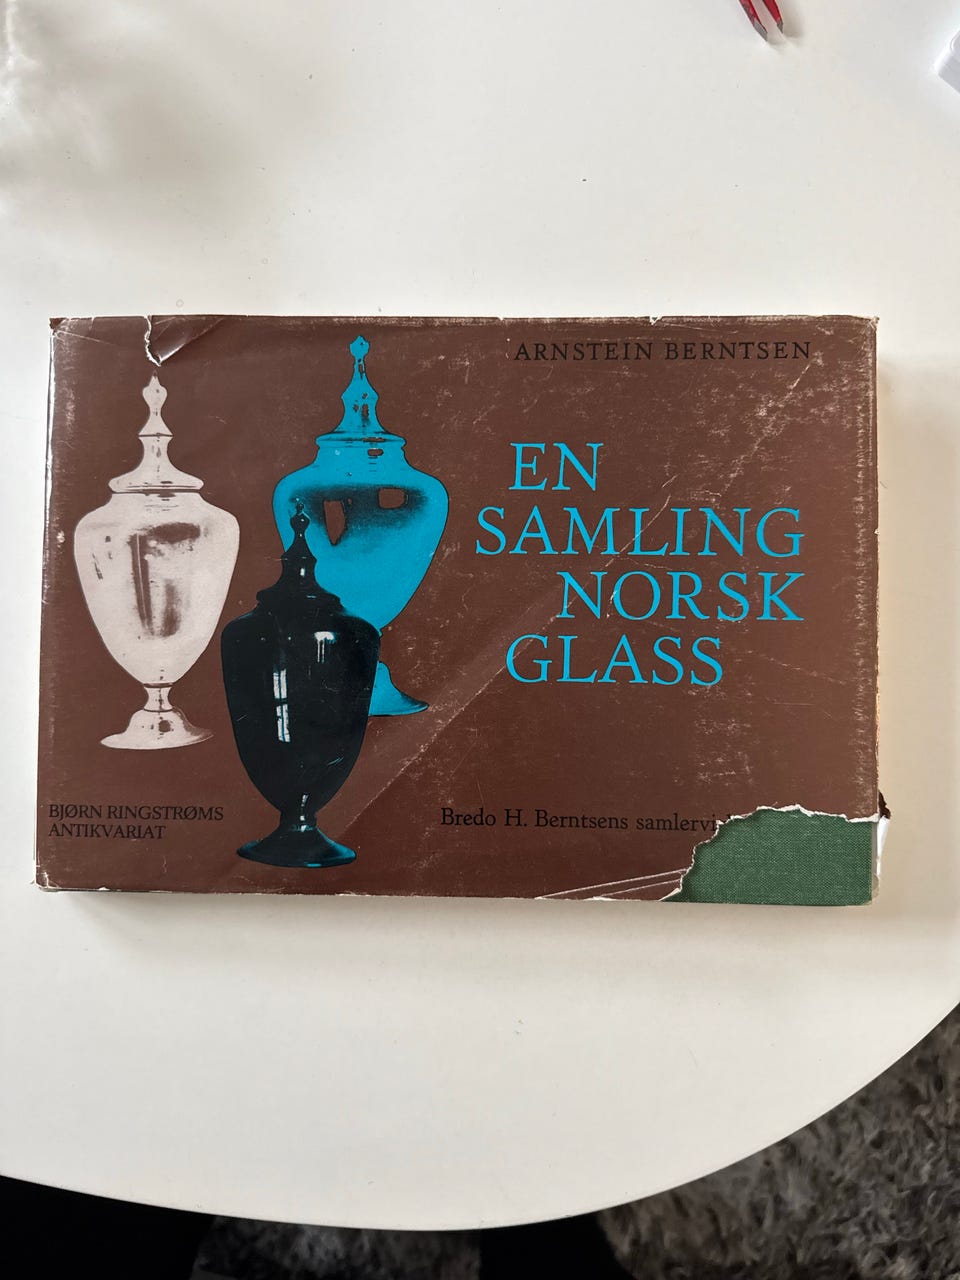 ARNSTEIN BERNTSEN
EN
SAMLING
NORSK
GLASS
Bredo H. Berntsens
BJØRN RINGSTRØMS
ANTIKVARIAT